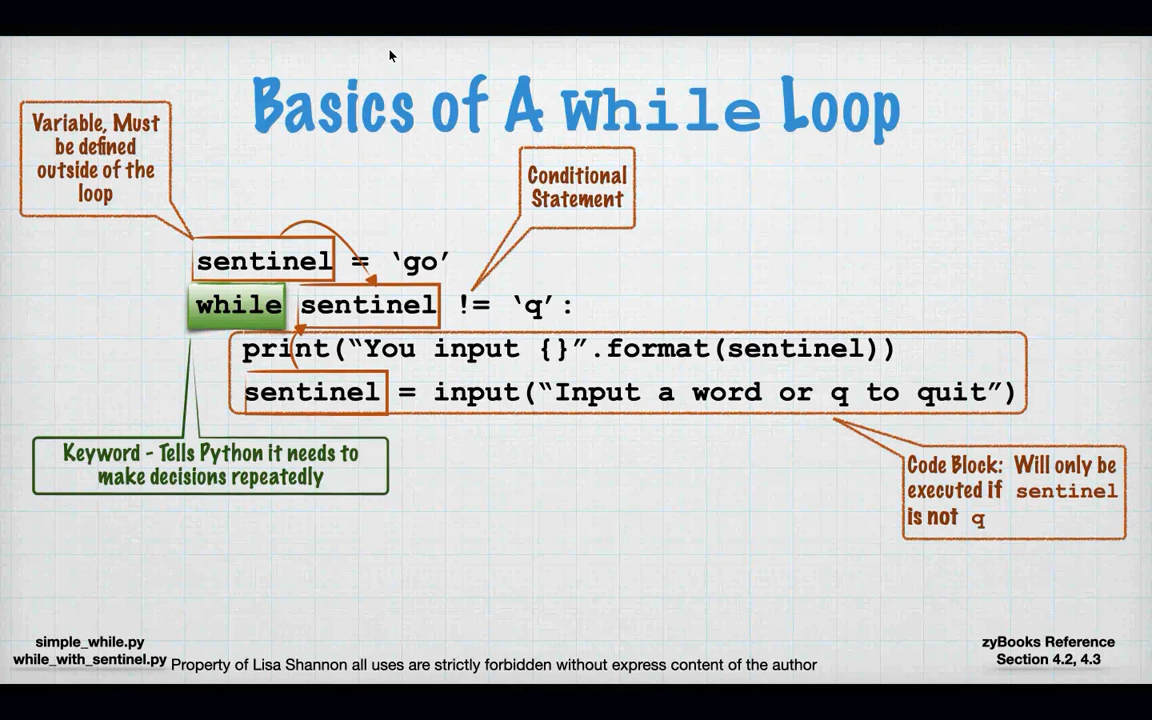 Basics of A While Loop
Variable, Must
be defined
outside of the
loop
Conditional
Statement
sentinel = ‘go’
while sentinel != ‘q’:
print(“You input {}”.format(sentinel))
sentinel = input(“Input a word or q to quit”)
Keyword - Tells Python it needs to
make decisions repeatedly
Code Block: Will only be
executed if sentinel
is not q
simple_while.py
while_with_sentinel.py
Property of Lisa Shannon all uses are strictly forbidden without express content of the author
zyBooks Reference
Section 4.2, 4.3